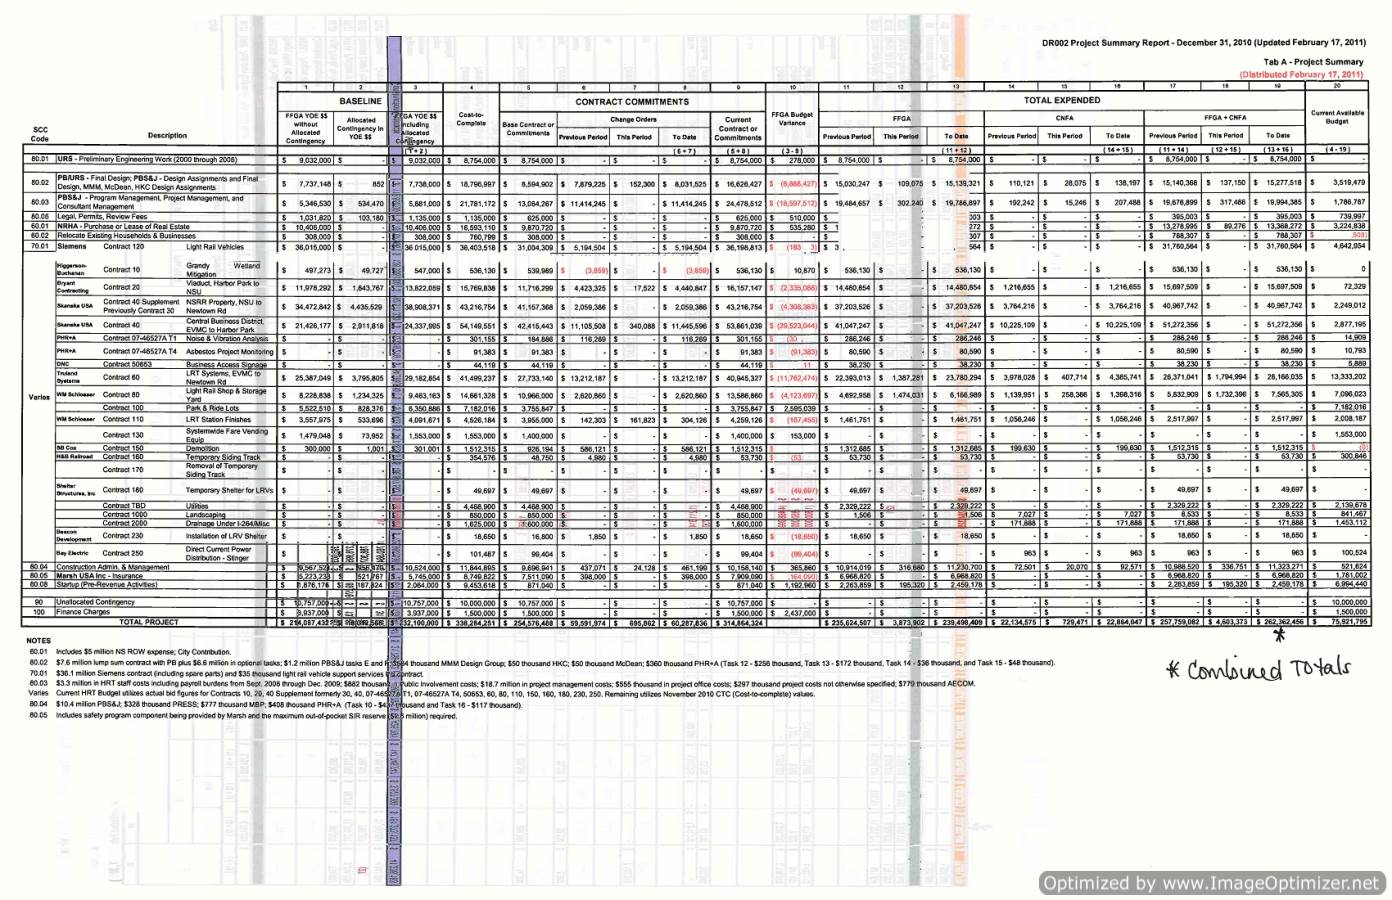 DR002 Project Summary Report - December 31, 2010 (Updated February 17, 2011)
Tab A - Project Summary
(Distributed February 17, 2011)
1 2 3 4 5 6 7 8 9 10 11 12 13 14 15 16 17 18 19 20
BASELINE CONTRACT COMMITMENTS TOTAL EXPENDED
SCC Code Description FFGA YOE $$ without Allocated Contingency Allocated Contingency in YOE $$ Including Allocated Contingency Cost-to-Complete Base Contract or Commitments Change Orders Current Contract or Commitments FFGA Budget Variance FFGA CNFA FFGA + CNFA Current Available Budget
Previous Period This Period To Date Previous Period This Period To Date Previous Period This Period To Date Previous Period This Period To Date
(1+2) (6+7) (5+8) (3-9) (11+12) (14+15) (11+14) (12+15) (13+16) (4-19)
80.01 URS - Preliminary Engineering Work (2000 through 2006) $ 9,032,000 $ - $ 9,032,000 $ 8,754,000 $ 8,754,000 $ - $ - $ - $ 8,754,000 $ 278,000 $ 8,754,000 $ - $ 8,754,000 $ - $ - $ - $ 8,754,000 $ - $ 8,754,000 $ -
80.02 PB/URS - Final Design; PBS&J - Design Assignments and Final Design, MMM, McDean, HKC Design Assignments $ 7,737,148 $ 852 $ 7,738,000 $ 18,796,997 $ 8,594,902 $ 7,879,225 $ 152,300 $ 8,031,525 $ 16,626,427 $ (8,888,427) $ 15,030,247 $ 109,075 $ 15,139,321 $ 110,121 $ 28,075 $ 138,197 $ 15,140,368 $ 137,150 $ 15,277,518 $ 3,519,479
80.03 PBS&J - Program Management, Project Management, and Consultant Management $ 5,346,530 $ 534,470 $ 5,881,000 $ 21,781,172 $ 13,064,267 $ 11,414,245 $ - $ 11,414,245 $ 24,478,512 $ (18,597,512) $ 19,484,657 $ 302,240 $ 19,786,897 $ 192,242 $ 15,246 $ 207,488 $ 19,676,899 $ 317,486 $ 19,994,385 $ 1,786,787
80.06 Legal, Permits, Review Fees $ 1,031,820 $ 103,180 $ 1,135,000 $ 1,135,000 $ 625,000 $ - $ - $ - $ 625,000 $ 510,000 $ 395,003 $ - $ 395,003 $ 739,997
60.01 NRHA - Purchase or Lease of Real Estate $ 10,406,000 $ - $ 10,406,000 $ 16,593,110 $ 9,870,720 $ - $ - $ - $ 9,870,720 $ 535,280 $ 13,278,995 $ 89,276 $ 13,368,272 $ 3,224,838
60.02 Relocate Existing Households & Businesses $ 308,000 $ - $ 308,000 $ 760,799 $ 308,000 $ - $ - $ - $ 308,000 $ - $ 788,307 $ - $ 788,307
70.01 Siemens Contract 120 Light Rail Vehicles $ 36,015,000 $ - $ 36,015,000 $ 36,403,518 $ 31,004,309 $ 5,194,504 $ - $ 5,194,504 $ 36,198,813 $ 31,760,564 $ - $ 31,760,564 $ 4,642,954
Higgerson-Buchanan Contract 10 Grandy Wetland Mitigation $ 497,273 $ 49,727 547,000 $ 536,130 $ 539,989 $ (3,859) $ - $ (3,859) $ 536,130 $ 10,870 $ 536,130 $ - $ 536,130 $ - $ - $ - $ 536,130 $ - $ 536,130 $ 0
Bryant Contracting Contract 20 Viaduct, Harbor Park to NSU $ 11,978,292 $ 1,843,767 $ 13,822,059 $ 15,769,838 $ 11,716,299 $ 4,423,325 $ 17,522 $ 4,440,847 $ 16,157,147 $ (2,335,088) $ 14,480,854 $ - $ 14,480,854 $ 1,216,655 $ - $ 1,216,655 $ 15,697,509 $ - $ 15,697,509 $ 72,329
Skanska USA Contract 40 Supplement Previously Contract 30 NSRR Property, NSU to Newtown Rd $ 34,472,842 $ 4,435,529 $ 38,908,371 $ 43,216,754 $ 41,157,368 $ 2,059,386 $ - $ 2,059,386 $ 43,216,754 $ (4,308,383) $ 37,203,526 $ - $ 37,203,526 $ 3,764,216 $ - $ 3,764,216 $ 40,967,742 $ - $ 40,967,742 $ 2,249,012
Skanska USA Contract 40 Central Business District, EVMC to Harbor Park $ 21,426,177 $ 2,911,818 $ 24,337,995 $ 54,149,551 $ 42,415,443 $ 11,105,508 $ 340,088 $ 11,445,596 $ 53,861,039 $ (29,523,044) $ 41,047,247 $ - $ 41,047,247 $ 10,225,109 $ - $ 10,225,109 $ 51,272,356 $ - $ 51,272,356 $ 2,877,195
PHR+A Contract 07-46527A T1 Noise & Vibration Analysis $ - $ - $ - $ 301,155 $ 184,886 $ 116,269 $ - $ 116,269 $ 301,155 $ 286,246 $ - $ 286,246 $ - $ - $ - $ 286,246 $ - $ 286,246 $ 14,909
PHR+A Contract 07-46527A T4 Asbestos Project Monitoring $ - $ - $ - $ 91,383 $ 91,383 $ - $ - $ - $ 91,383 $ (91,383) $ 80,590 $ - $ 80,590 $ - $ - $ - $ 80,590 $ - $ 80,590 $ 10,793
DNC Contract 50653 Business Access Signage $ - $ - $ - $ 44,119 $ 44,119 $ - $ - $ - $ 44,119 $ 38,230 $ - $ 38,230 $ - $ - $ - $ 38,230 $ - $ 38,230 $ 5,889
Truland Systems Contract 60 LRT Systems, EVMC to Newtown Rd $ 25,387,049 $ 3,795,805 $ 29,182,854 $ 41,499,237 $ 27,733,140 $ 13,212,187 $ - $ 13,212,187 $ 40,945,327 $ (11,762,474) $ 22,393,013 $ 1,387,281 $ 23,780,294 $ 3,978,028 $ 407,714 $ 4,385,741 $ 26,371,041 $ 1,794,994 $ 28,166,035 $ 13,333,202
Varies WM Schlosser Contract 80 Light Rail Shop & Storage Yard $ 8,228,838 $ 1,234,325 $ 9,463,163 $ 14,661,328 $ 10,966,000 $ 2,620,860 $ - $ 2,620,860 $ 13,586,860 $ (4,123,697) $ 4,692,958 $ 1,474,031 $ 6,166,989 $ 1,139,951 $ 258,366 $ 1,398,316 $ 5,832,909 $ 1,732,396 $ 7,565,305 $ 7,096,023
Contract 100 Park & Ride Lots $ 5,522,510 $ 828,376 $ 6,350,886 $ 7,182,016 $ 3,755,847 $ - $ - $ - $ 3,755,847 $ 2,595,039 $ - $ - $ - $ - $ - $ - $ - $ - $ - $ 7,182,016
WM Schlosser Contract 110 LRT Station Finishes $ 3,557,975 $ 533,696 $ 4,091,671 $ 4,526,184 $ 3,955,000 $ 142,303 $ 161,823 $ 304,126 $ 4,259,126 $ (167,455) $ 1,461,751 $ - $ 1,461,751 $ 1,056,246 $ - $ 1,056,246 $ 2,517,997 $ - $ 2,517,997 $ 2,008,187
Contract 130 Systemwide Fare Vending Equip $ 1,479,048 $ 73,952 $ 1,553,000 $ 1,553,000 $ 1,400,000 $ - $ - $ - $ 1,400,000 $ 153,000 $ - $ - $ - $ - $ - $ - $ - $ - $ - $ 1,553,000
Contract 150 Demolition $ 300,000 $ 1,001 $ 301,001 $ 1,512,315 $ 926,194 $ 586,121 $ - $ 586,121 $ 1,512,315 $ 1,312,685 $ - $ 1,312,685 $ 199,630 $ - $ 199,630 $ 1,512,315 $ - $ 1,512,315 $ (0)
H&B Railroad Contract 160 Temporary Siding Track $ - $ - $ - $ 354,576 $ 48,750 $ 4,980 $ - $ 4,980 $ 53,730 $ 53,730 $ - $ 53,730 $ - $ - $ - $ 53,730 $ - $ 53,730 $ 300,846
Contract 170 Removal of Temporary Siding Track $ - $ - $ - $ - $ - $ - $ - $ - $ - $ -
Shelter Structures, Inc Contract 180 Temporary Shelter for LRVs $ - $ - $ - $ 49,697 $ 49,697 $ - $ - $ - $ 49,697 $ (49,697) $ 49,697 $ - $ 49,697 $ - $ - $ - $ 49,697 $ - $ 49,697 $ -
Contract TBD Utilities $ - $ - $ 4,468,900 $ 4,468,900 $ - $ - $ - $ 4,468,900 $ 2,329,222 $ 2,329,222 $ - $ - $ - $ 2,329,222 $ - $ 2,329,222 $ 2,139,678
Contract 1000 Landscaping $ - $ - $ 850,000 $ 850,000 $ - $ - $ 850,000 $ 1,506 $ - 1,506 $ 7,027 $ - $ 7,027 $ 8,533 $ - $ 8,533 $ 841,467
Contract 2000 Drainage Under I-264/Misc $ - $ 1,625,000 $ 1,600,000 $ - $ - $ 1,600,000 $ - $ 171,888 $ - $ 171,888 $ 171,888 $ - $ 171,888 $ 1,453,112
Beacon Development Contract 230 Installation of LRV Shelter $ - $ - $ 18,650 $ 16,800 $ 1,850 $ - $ 1,850 $ 18,650 $ (18,650) $ 18,650 $ - $ 18,650 $ - $ - $ - $ 18,650 $ - $ 18,650 $ -
Bay Electric Contract 250 Direct Current Power Distribution - Stinger $ 101,487 $ 99,404 $ - $ - $ - $ 99,404 $ (99,404) $ - $ - $ - $ 963 $ - $ 963 $ 963 $ - $ 963 $ 100,524
80.04 Construction Admin. & Management $ 10,524,000 $ 11,844,895 $ 9,696,941 $ 437,071 $ 24,128 $ 461,199 $ 10,158,140 $ 365,860 $ 10,914,019 $ 316,680 $ 11,230,700 $ 72,501 $ 20,070 $ 92,571 $ 10,986,520 $ 336,751 $ 11,323,271 $ 521,624
80.05 Marsh USA Inc - Insurance $ 5,223,233 $ 521,767 $ 5,745,000 $ 8,749,822 $ 7,511,090 $ 398,000 $ - $ 398,000 $ 7,909,090 $ 6,968,820 $ - $ 6,968,820 $ - $ - $ - $ 6,968,820 $ - $ 6,968,820 $ 1,781,002
80.08 Startup (Pre-Revenue Activities) $ 1,876,176 $ 187,824 $ 2,064,000 $ 9,453,618 $ 871,040 $ - $ - $ - $ 871,040 $ 1,192,960 $ 2,263,859 $ 195,320 $ 2,459,178 $ - $ - $ - $ 2,263,859 $ 195,320 $ 2,459,178 $ 6,994,440
90 Unallocated Contingency $ 10,757,000 $ 10,757,000 $ 10,000,000 $ 10,757,000 $ - $ - $ - $ 10,757,000 $ - $ - $ - $ - $ - $ - $ - $ - $ - $ - $ 10,000,000
100 Finance Charges $ 3,937,000 $ 3,937,000 $ 1,500,000 $ 1,500,000 $ - $ - $ - $ 1,500,000 $ 2,437,000 $ - $ - $ - $ - $ - $ - $ - $ - $ - $ 1,500,000
TOTAL PROJECT $ 232,100,000 $ 338,284,251 $ 254,576,488 $ 59,591,974 $ 695,862 $ 60,287,836 $ 314,864,324 $ 235,624,507 $ 3,873,902 $ 239,498,409 $ 22,134,575 $ 729,471 $ 22,864,047 $ 257,759,082 $ 4,603,373 $ 262,362,456 $ 75,921,795
*
* Combined Totals
NOTES
60.01 Includes $5 million NS ROW expense; City Contribution.
80.02 $7.6 million lump sum contract with PB plus $6.6 million in optional tasks; $1.2 million PBS&J tasks E and thousand MMM Design Group; $50 thousand HKC; $50 thousand McDean; $360 thousand PHR+A (Task 12 - $256 thousand, Task 13 - $172 thousand, Task 14 - $36 thousand, and Task 15 - $48 thousand).
70.01 $36.1 million Siemens contract (including spare parts) and $35 thousand light rail vehicle support services contract.
80.03 $3.3 million in HRT staff costs including payroll burdens from Sept. 2006 through Dec. 2009; $882 thousand Public Involvement costs; $18.7 million in project management costs; $555 thousand in project office costs; $297 thousand project costs not otherwise specified; $779 thousand AECOM.
Varies Current HRT Budget utilizes actual bid figures for Contracts 10, 20, 40 Supplement formerly 30, 40, 07-46527A T1, 07-46527A T4, 50653, 60, 80, 110, 150, 160, 180, 230, 250. Remaining utilizes November 2010 CTC (Cost-to-complete) values.
80.04 $10.4 million PBS&J; $328 thousand PRESS; $777 thousand MBP; $408 thousand PHR+A (Task 10 - thousand and Task 16 - $117 thousand).
80.05 Includes safety program component being provided by Marsh and the maximum out-of-pocket SIR reserve million) required.
Optimized by www.ImageOptimizer.net